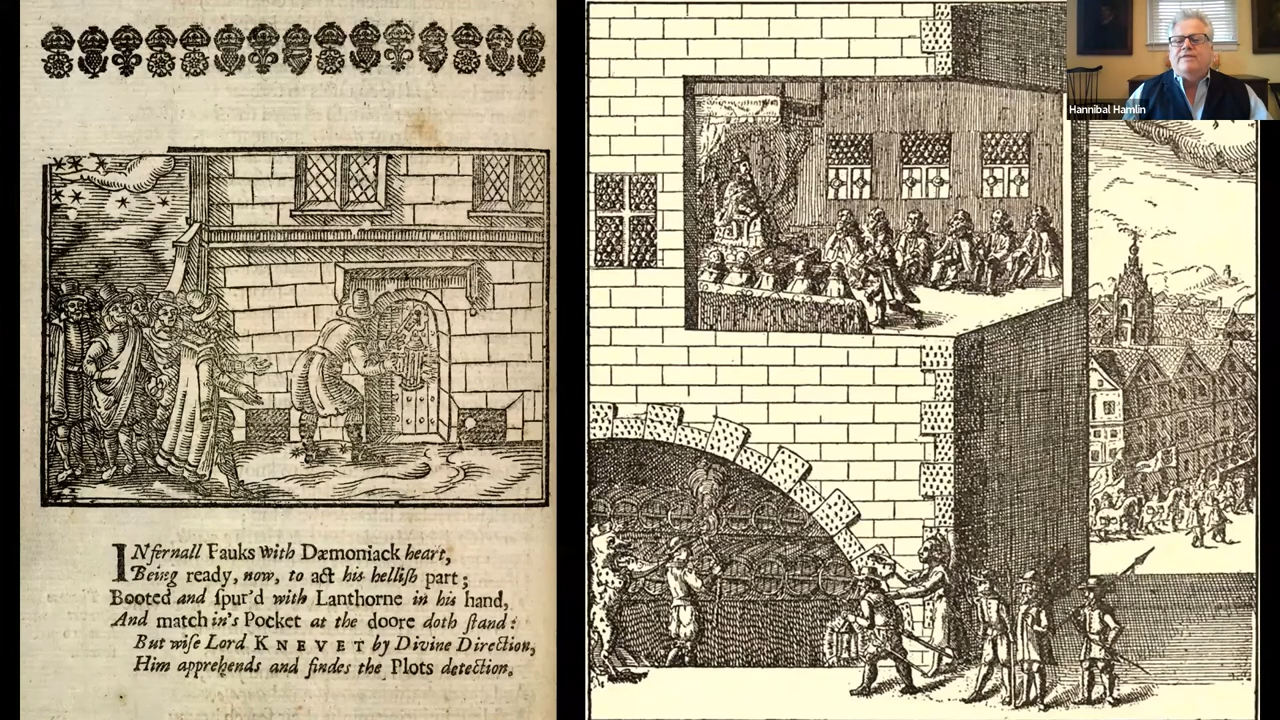 INfernall Fauks with Dæmoniack heart,
Being ready, now, to act his hellish part;
Booted and spur'd with Lanthorne in his hand,
And match in's Pocket at the doore doth stand:
But wise Lord KNEVET by Divine Direction,
Him apprehends and findes the Plots detection.
Hannibal Hamlin